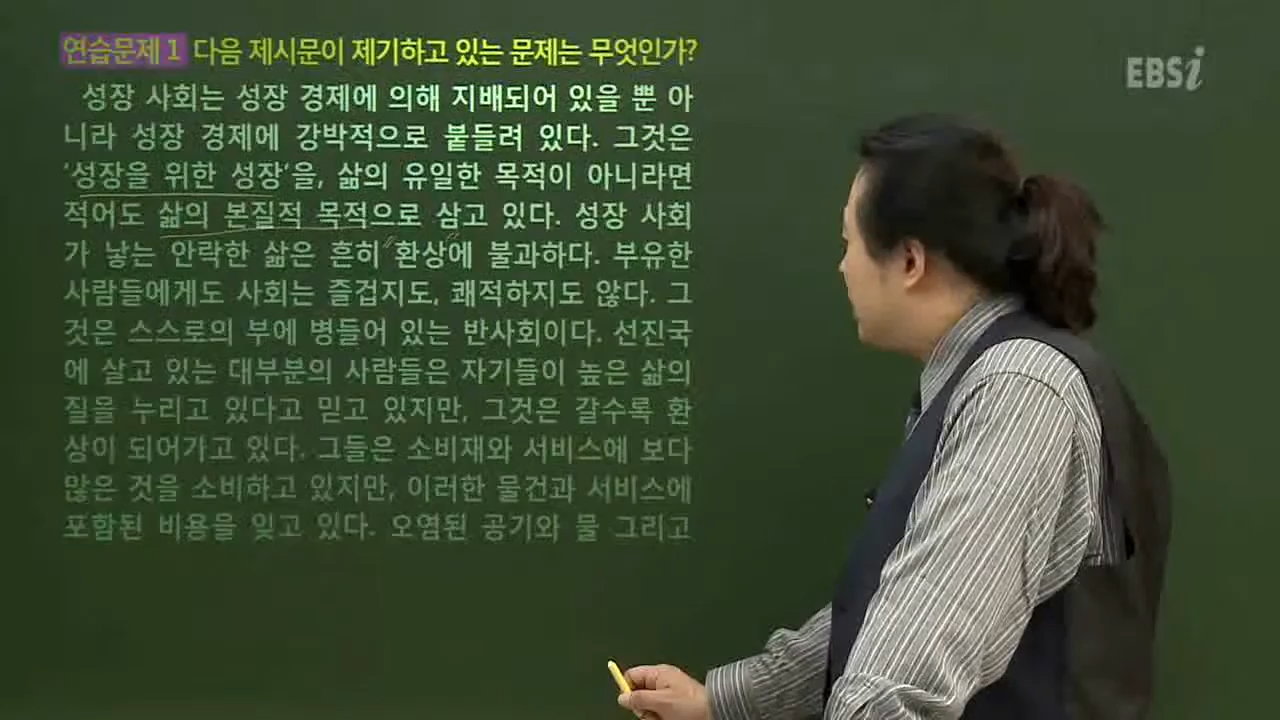 연습문제 1 다음 제시문이 제기하고 있는 문제는 무엇인가?
EBSi
성장 사회는 성장 경제에 의해 지배되어 있을 뿐 아
니라 성장 경제에 강박적으로 붙들려 있다. 그것은
‘성장을 위한 성장’을, 삶의 유일한 목적이 아니라면
적어도 삶의 본질적 목적으로 삼고 있다. 성장 사회
가 낳는 안락한 삶은 흔히 환상에 불과하다. 부유한
사람들에게도 사회는 즐겁지도, 쾌적하지도 않다. 그
것은 스스로의 부에 병들어 있는 반사회이다. 선진국
에 살고 있는 대부분의 사람들은 자기들이 높은 삶의
질을 누리고 있다고 믿고 있지만, 그것은 갈수록 환
상이 되어가고 있다. 그들은 소비재와 서비스에 보다
많은 것을 소비하고 있지만, 이러한 물건과 서비스에
포함된 비용을 잊고 있다. 오염된 공기와 물 그리고